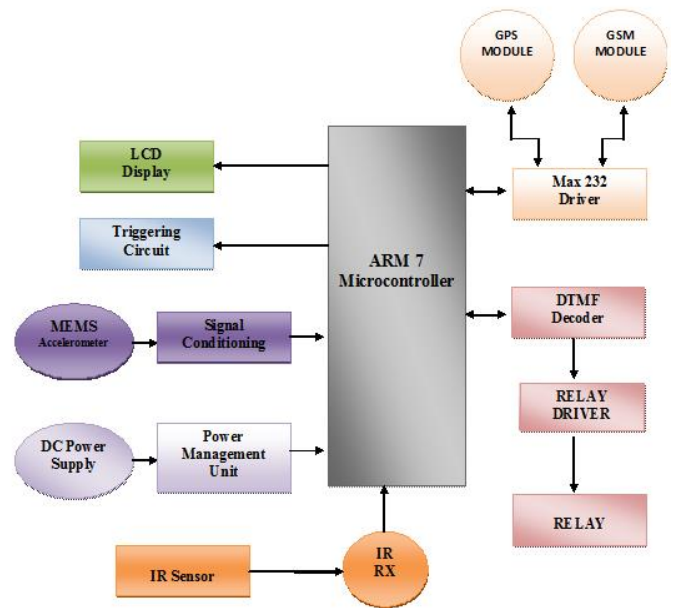 GPS
MODULE
GSM
MODULE
LCD
Display
Max 232
Driver
Triggering
Circuit
ARM 7
Microcontroller
MEMS
Accelerometer
Signal
Conditioning
DTMF
Decoder
RELAY
DRIVER
DC Power
Supply
Power
Management
Unit
RELAY
IR Sensor
IR
RX